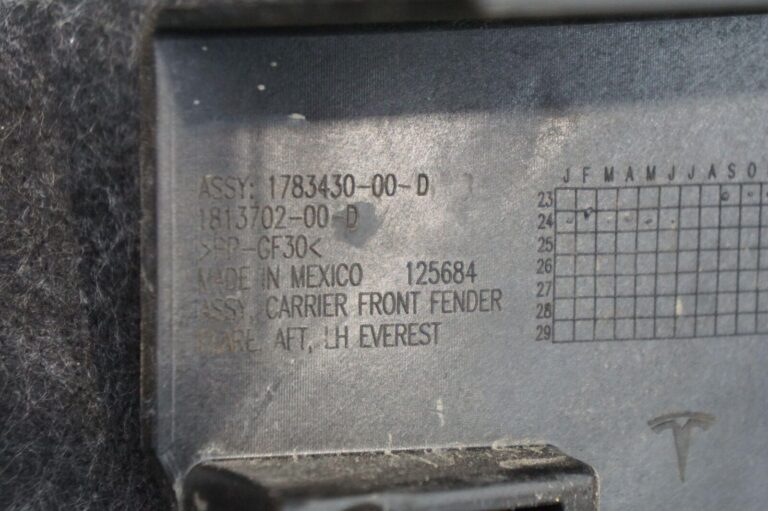 ASSY: 1783430-00-D
1813702-00-D
>PP-GF30<
MADE IN MEXICO 125684
ASSY, CARRIER FRONT FENDER
FLARE, AFT, LH EVEREST
J F M A M J J A S O
23
24
25
26
27
28
29